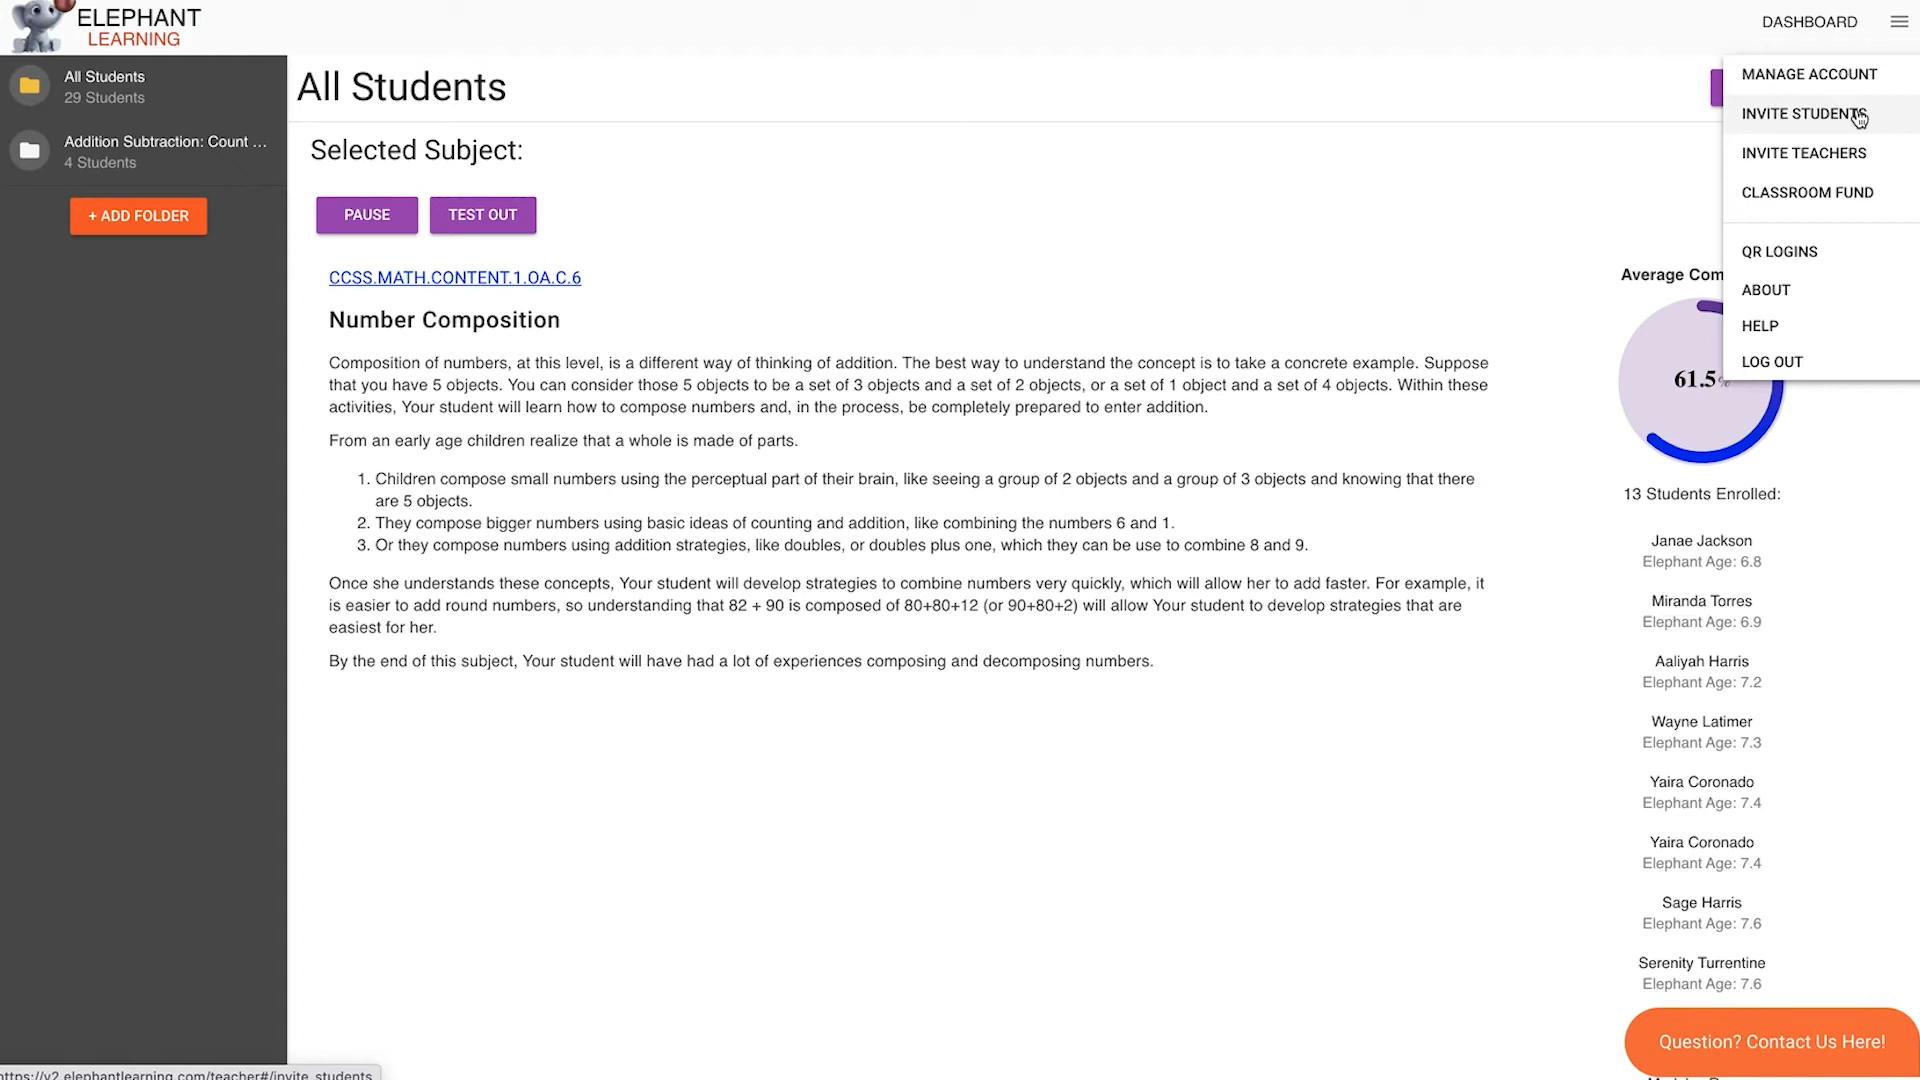 ELEPHANT
LEARNING
DASHBOARD
All Students
29 Students
Addition Subtraction: Count ...
4 Students
+ ADD FOLDER
All Students
Selected Subject:
PAUSE
TEST OUT
CCSS.MATH.CONTENT.1.OA.C.6
Number Composition
Composition of numbers, at this level, is a different way of thinking of addition. The best way to understand the concept is to take a concrete example. Suppose
that you have 5 objects. You can consider those 5 objects to be a set of 3 objects and a set of 2 objects, or a set of 1 object and a set of 4 objects. Within these
activities, Your student will learn how to compose numbers and, in the process, be completely prepared to enter addition.
From an early age children realize that a whole is made of parts.
1. Children compose small numbers using the perceptual part of their brain, like seeing a group of 2 objects and a group of 3 objects and knowing that there
are 5 objects.
2. They compose bigger numbers using basic ideas of counting and addition, like combining the numbers 6 and 1.
3. Or they compose numbers using addition strategies, like doubles, or doubles plus one, which they can be use to combine 8 and 9.
Once she understands these concepts, Your student will develop strategies to combine numbers very quickly, which will allow her to add faster. For example, it
is easier to add round numbers, so understanding that 82 + 90 is composed of 80+80+12 (or 90+80+2) will allow Your student to develop strategies that are
easiest for her.
By the end of this subject, Your student will have had a lot of experiences composing and decomposing numbers.
MANAGE ACCOUNT
INVITE STUDENTS
INVITE TEACHERS
CLASSROOM FUND
QR LOGINS
ABOUT
HELP
LOG OUT
Average Com
61.5%
13 Students Enrolled:
Janae Jackson
Elephant Age: 6.8
Miranda Torres
Elephant Age: 6.9
Aaliyah Harris
Elephant Age: 7.2
Wayne Latimer
Elephant Age: 7.3
Yaira Coronado
Elephant Age: 7.4
Yaira Coronado
Elephant Age: 7.4
Sage Harris
Elephant Age: 7.6
Serenity Turrentine
Elephant Age: 7.6
Question? Contact Us Here!
https://v2.elephantlearning.com/teacher#/invite_students